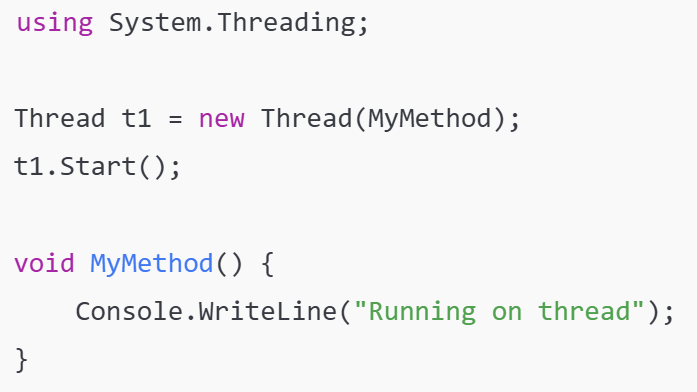 using System.Threading;
Thread t1 = new Thread(MyMethod);
t1.Start();
void MyMethod() {
    Console.WriteLine("Running on thread");
}